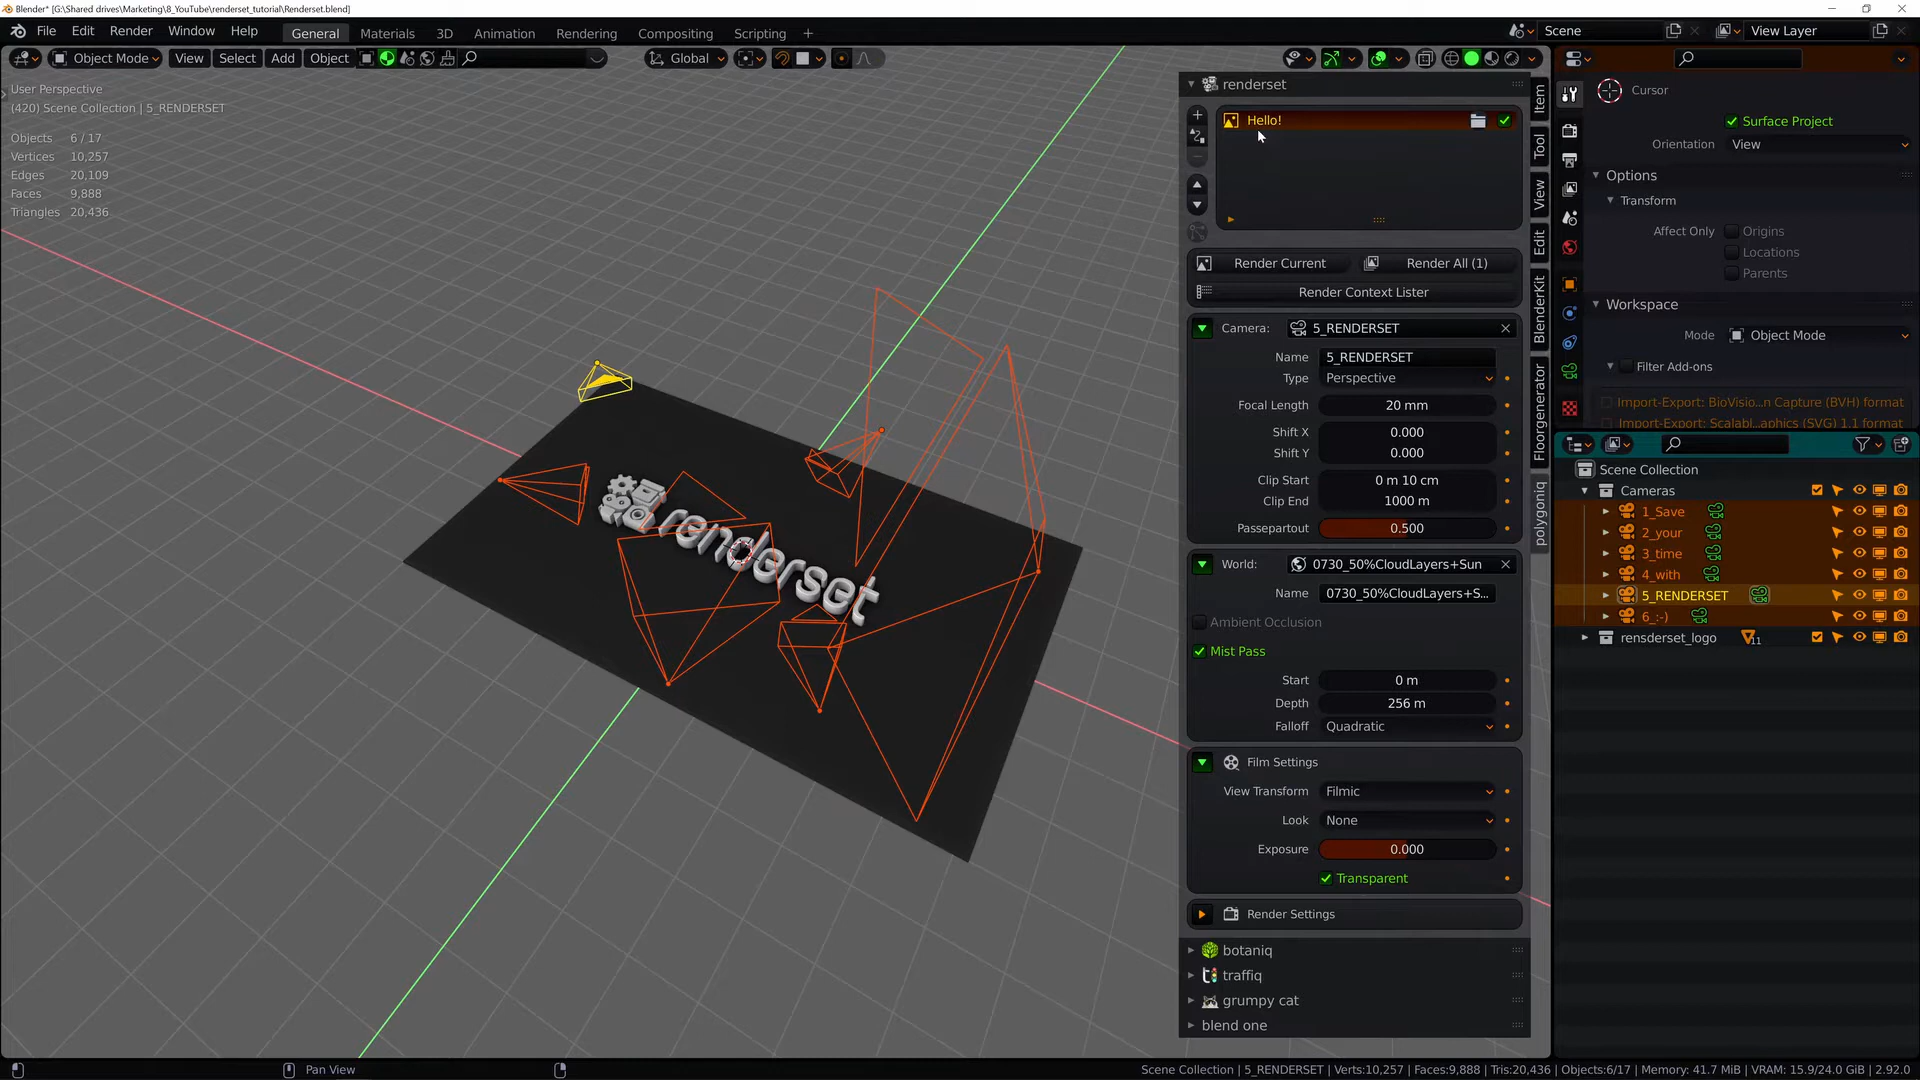 Blender* [G:\Shared drives\Marketing\8_YouTube\renderset_tutorial\Renderset.blend]
File Edit Render Window Help
General Materials 3D Animation Rendering Compositing Scripting +
Scene
View Layer
Object Mode View Select Add Object
Global
User Perspective
(420) Scene Collection | 5_RENDERSET
Objects 6 / 17
Vertices 10,257
Edges 20,109
Faces 9,888
Triangles 20,436
renderset
renderset
Hello!
Render Current
Render All (1)
Render Context Lister
Camera: 5_RENDERSET
Name 5_RENDERSET
Type Perspective
Focal Length 20 mm
Shift X 0.000
Shift Y 0.000
Clip Start 0 m 10 cm
Clip End 1000 m
Passepartout 0.500
World: 0730_50%CloudLayers+Sun
Name 0730_50%CloudLayers+S...
Ambient Occlusion
Mist Pass
Start 0 m
Depth 256 m
Falloff Quadratic
Film Settings
View Transform Filmic
Look None
Exposure 0.000
Transparent
Render Settings
botaniq
traffiq
grumpy cat
blend one
Item
Tool
View
Edit
BlenderKit
Floorgenerator
polygoniq
Cursor
Surface Project
Orientation View
Options
Transform
Affect Only Origins
Locations
Parents
Workspace
Mode Object Mode
Filter Add-ons
Import-Export: BioVisio...n Capture (BVH) format
Import-Export: Scalabl...aphics (SVG) 1.1 format
Scene Collection
Cameras
1_Save
2_your
3_time
4_with
5_RENDERSET
6_:-)
rensderset_logo 11
Pan View
Scene Collection | 5_RENDERSET | Verts:10,257 | Faces:9,888 | Tris:20,436 | Objects:6/17 | Memory: 41.7 MiB | VRAM: 15.9/24.0 GiB | 2.92.0